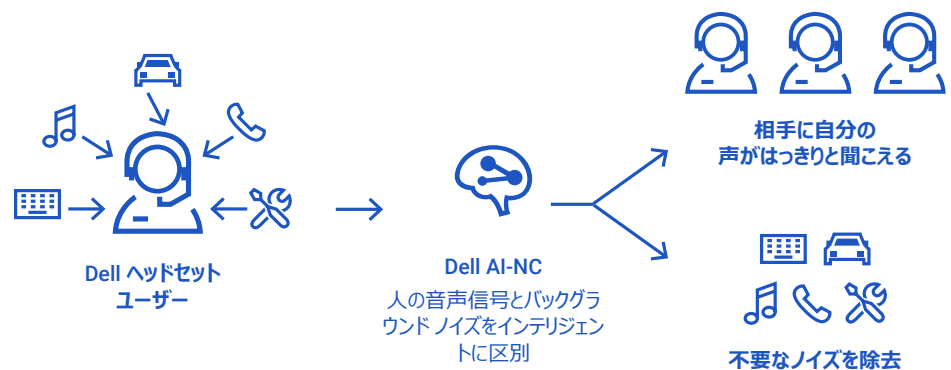 Dell ヘッドセット
ユーザー
Dell AI-NC
人の音声信号とバックグラ
ウンド ノイズをインテリジェン
トに区別
相手に自分の
声がはっきりと聞こえる
不要なノイズを除去